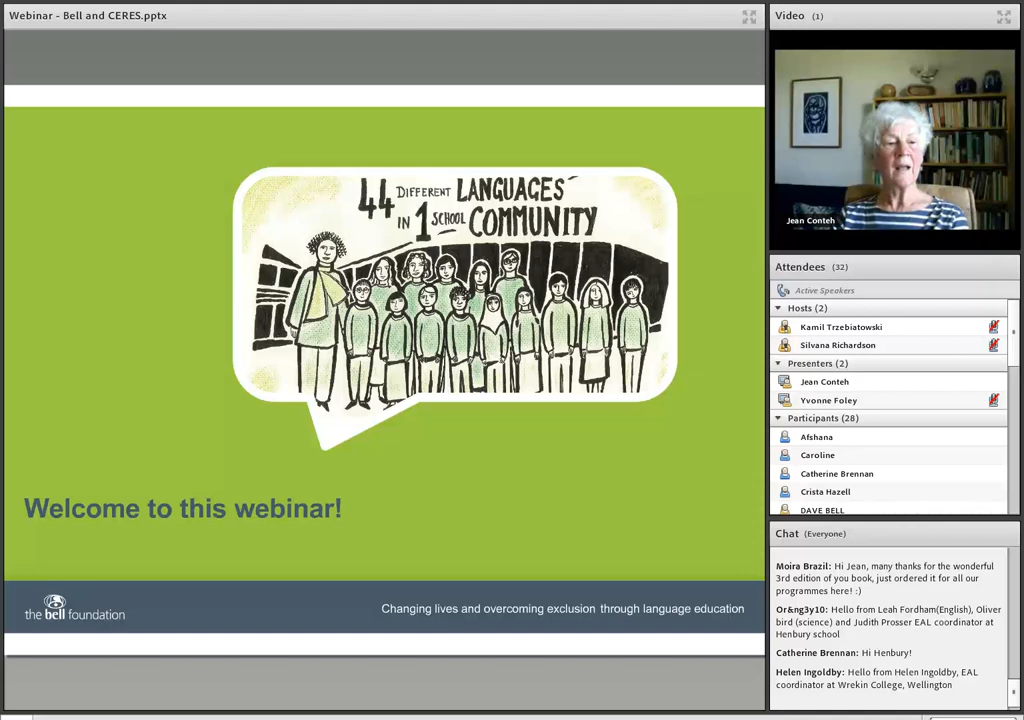 Webinar - Bell and CERES.pptx
44 DIFFERENT LANGUAGES
IN 1 SCHOOL COMMUNITY
Welcome to this webinar!
the bell foundation
Changing lives and overcoming exclusion through language education
Video (1)
Jean Conteh
Attendees (32)
Active Speakers
Hosts (2)
Kamil Trzebiatowski
Silvana Richardson
Presenters (2)
Jean Conteh
Yvonne Foley
Participants (28)
Afshana
Caroline
Catherine Brennan
Crista Hazell
DAVE BELL
Chat (Everyone)
Moira Brazil: Hi Jean, many thanks for the wonderful
3rd edition of you book, just ordered it for all our
programmes here! :)
Or&ng3y10: Hello from Leah Fordham(English), Oliver
bird (science) and Judith Prosser EAL coordinator at
Henbury school
Catherine Brennan: Hi Henbury!
Helen Ingoldby: Hello from Helen Ingoldby, EAL
coordinator at Wrekin College, Wellington